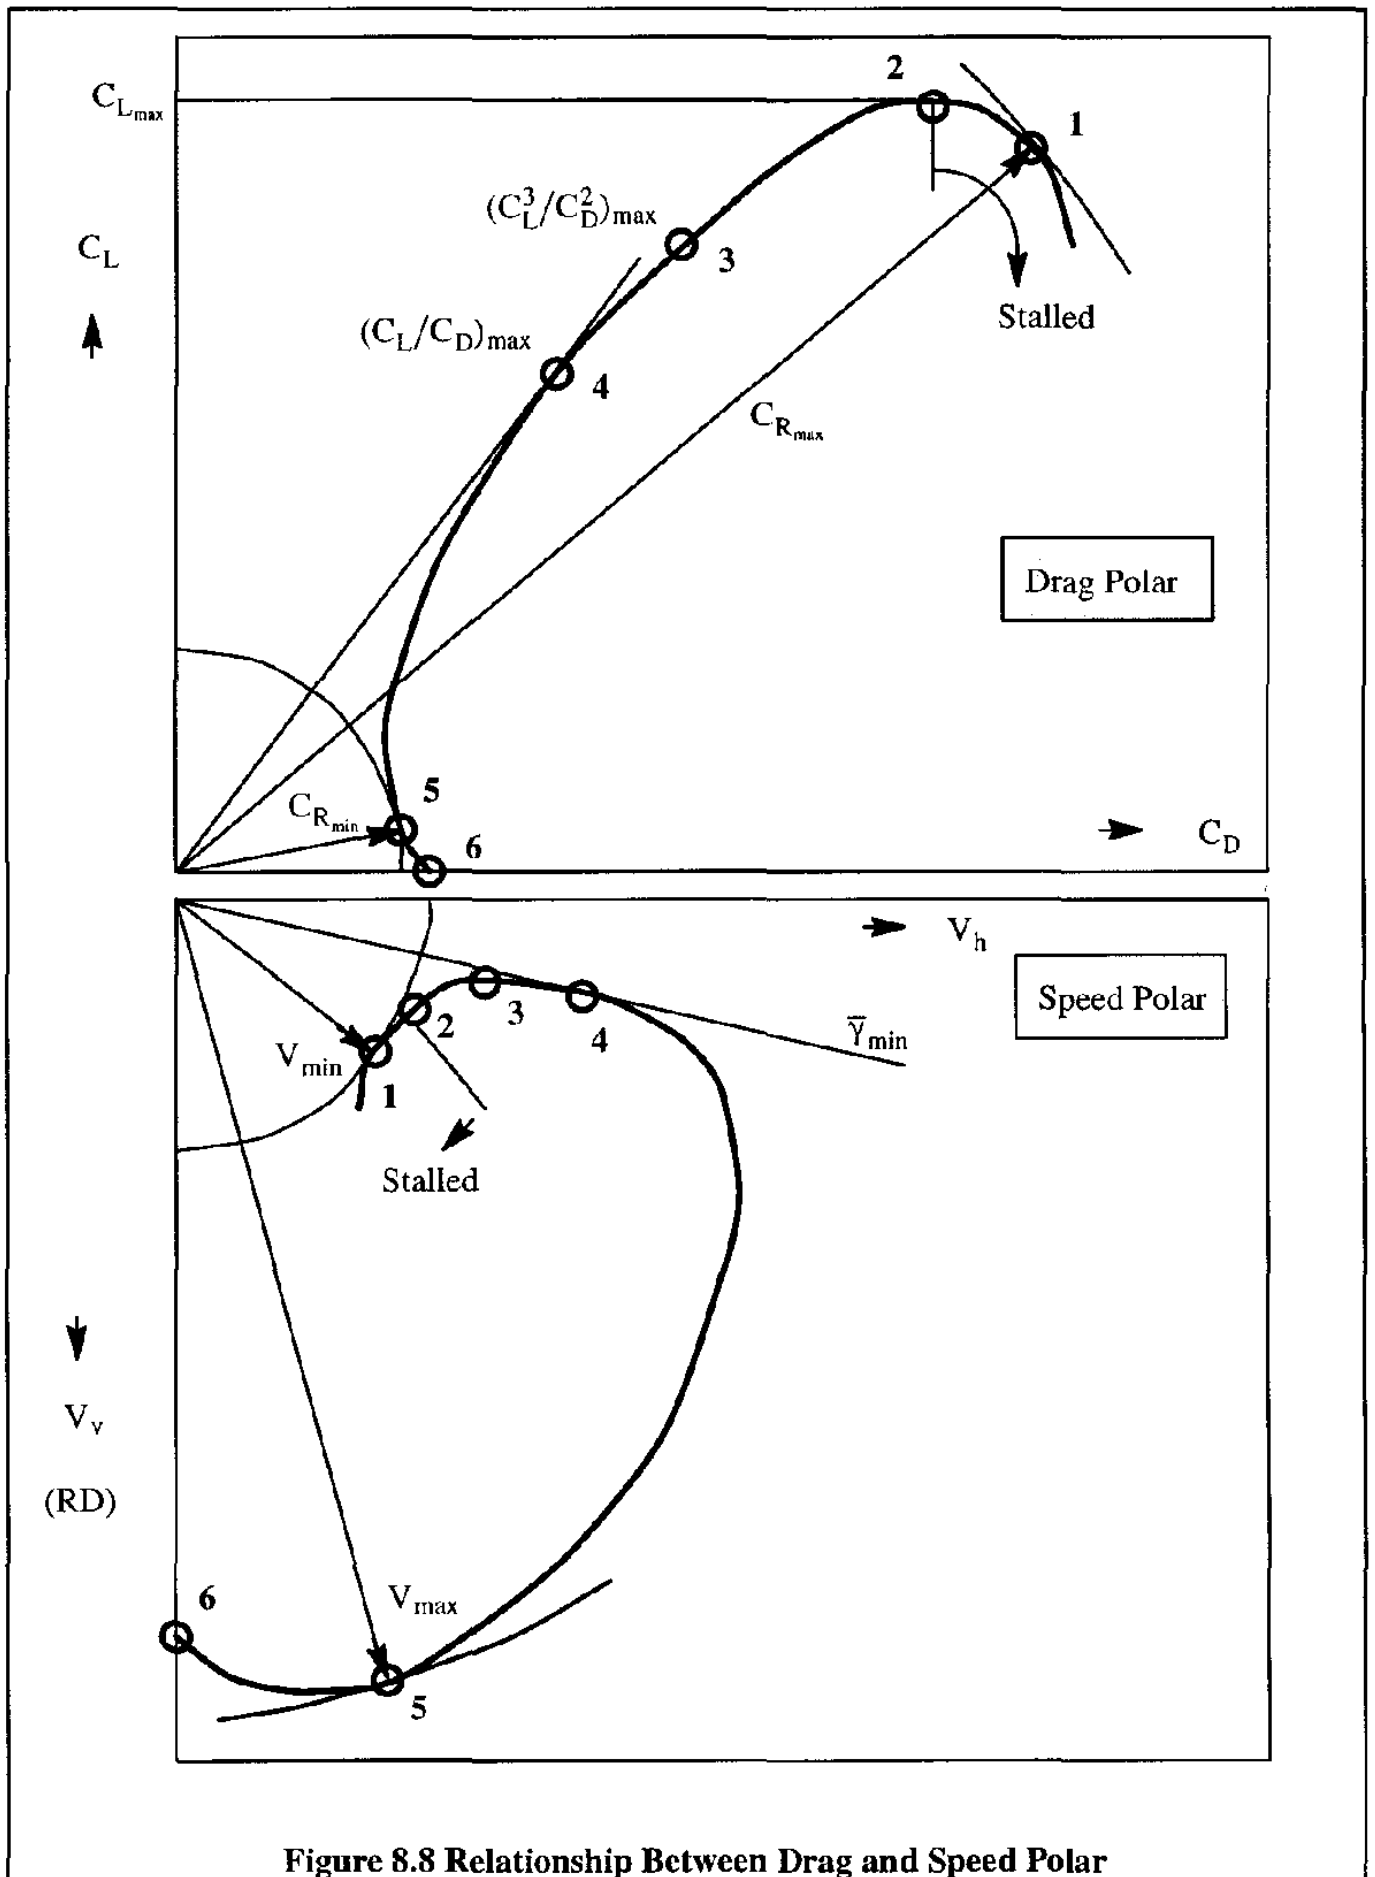 2
C_Lmax
1
(C_L^3/C_D^2)max
C_L
3
Stalled
(C_L/C_D)max
4
C_Rmax
Drag Polar
5
C_Rmin
6
C_D
V_h
Speed Polar
3
2
4
γ̄min
V_min
1
Stalled
V_v
(RD)
V_max
6
5
Figure 8.8 Relationship Between Drag and Speed Polar